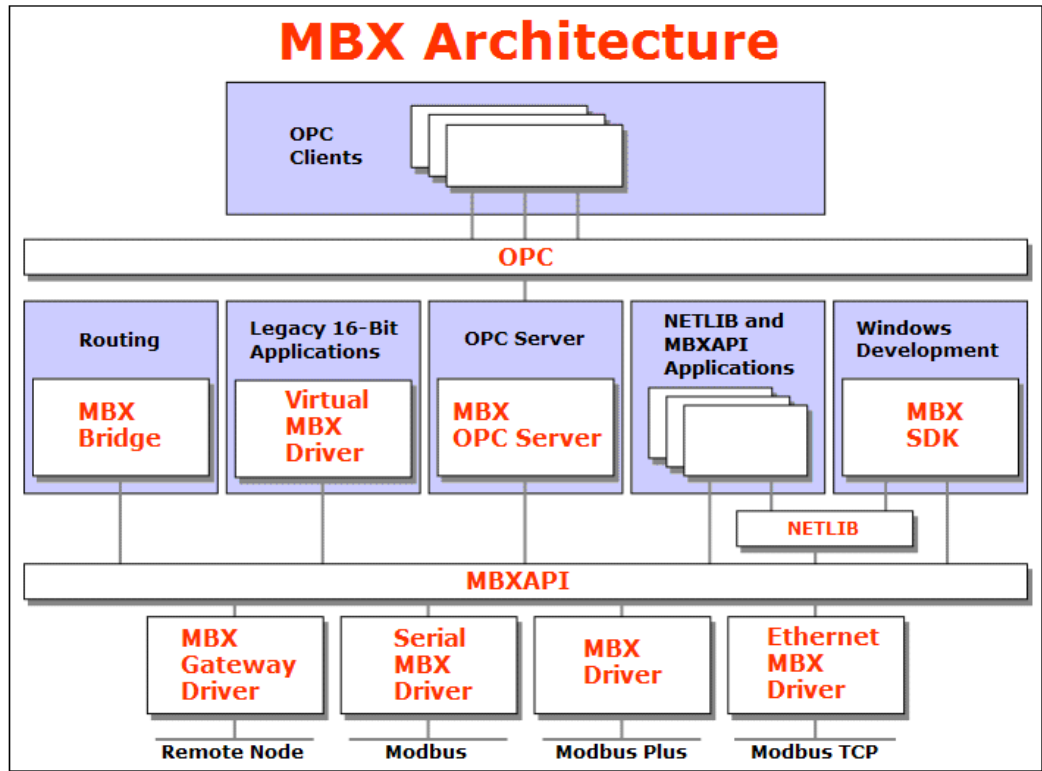 MBX Architecture
OPC
Clients
OPC
Routing
MBX
Bridge
Legacy 16-Bit
Applications
Virtual
MBX
Driver
OPC Server
MBX
OPC Server
NETLIB and
MBXAPI
Applications
Windows
Development
MBX
SDK
NETLIB
MBXAPI
MBX
Gateway
Driver
Serial
MBX
Driver
MBX
Driver
Ethernet
MBX
Driver
Remote Node
Modbus
Modbus Plus
Modbus TCP